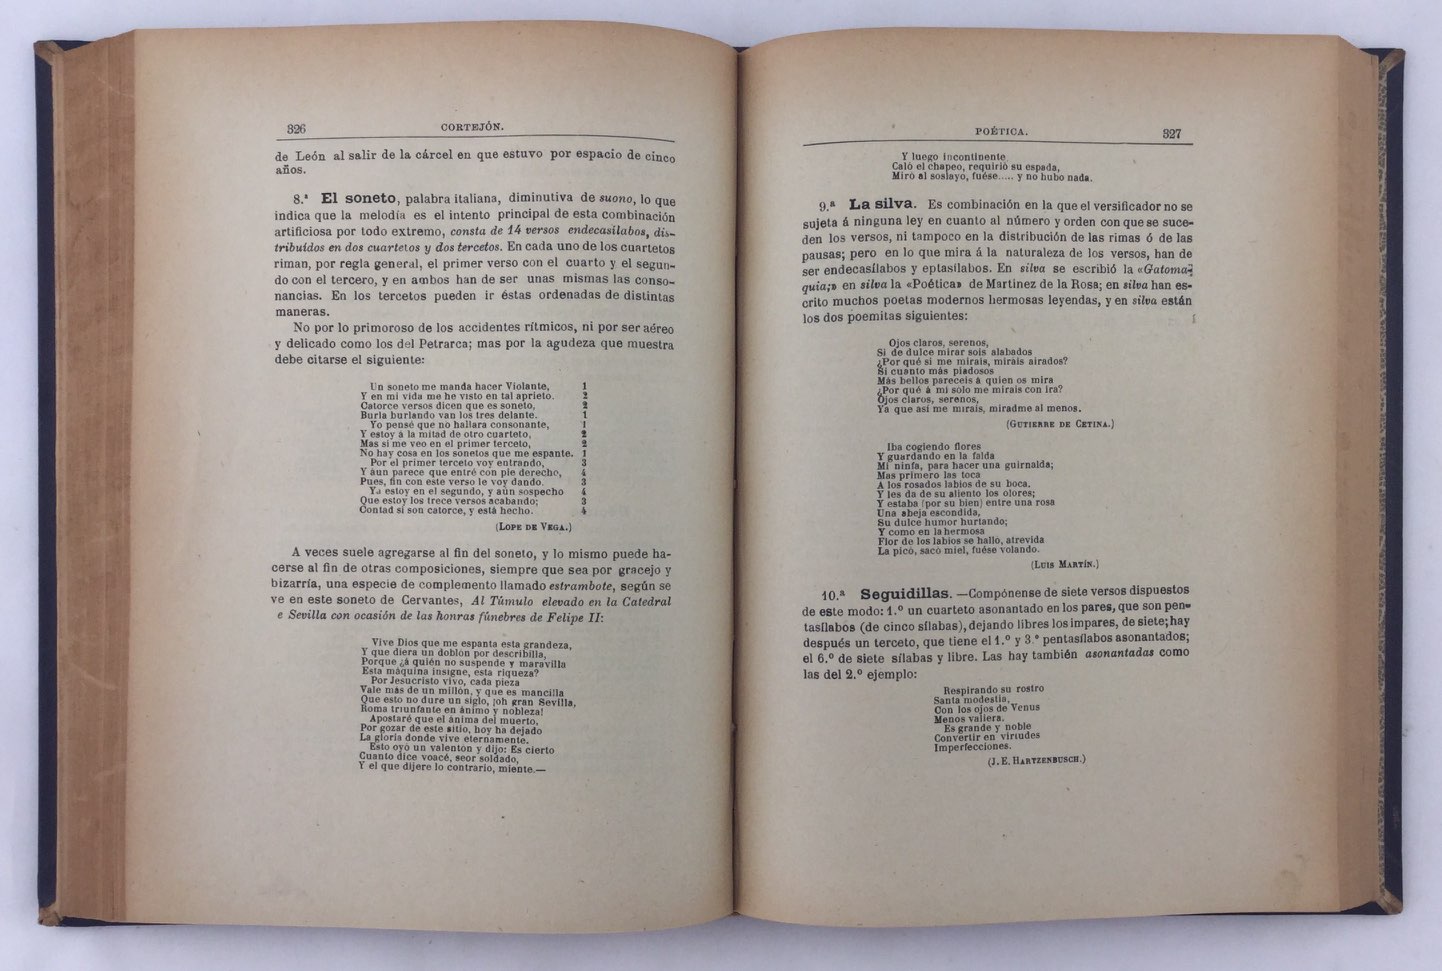 326
CORTEJÓN.
de León al salir de la cárcel en que estuvo por espacio de cinco
años.
8.ª El soneto, palabra italiana, diminutiva de suono, lo que
indica que la melodía es el intento principal de esta combinación
artificiosa por todo extremo, consta de 14 versos endecasílabos, dis-
tribuídos en dos cuartetos y dos tercetos. En cada uno de los cuartetos
riman, por regla general, el primer verso con el cuarto y el segun-
do con el tercero, y en ambos han de ser unas mismas las conso-
nancias. En los tercetos pueden ir éstas ordenadas de distintas
maneras.
No por lo primoroso de los accidentes rítmicos, ni por ser aéreo
y delicado como los del Petrarca; mas por la agudeza que muestra
debe citarse el siguiente:
Un soneto me manda hacer Violante, 1
Y en mi vida me he visto en tal aprieto. 2
Catorce versos dicen que es soneto, 2
Burla burlando van los tres delante. 1
Yo pensé que no hallara consonante, 1
Y estoy á la mitad de otro cuarteto, 2
Mas si me veo en el primer terceto, 2
No hay cosa en los sonetos que me espante. 1
Por el primer terceto voy entrando, 3
Y áun parece que entré con pie derecho, 4
Pues, fin con este verso le voy dando. 3
Ya estoy en el segundo, y aún sospecho 4
Que estoy los trece versos acabando; 3
Contad si son catorce, y está hecho. 4
(Lope de Vega.)
A veces suele agregarse al fin del soneto, y lo mismo puede ha-
cerse al fin de otras composiciones, siempre que sea por gracejo y
bizarría, una especie de complemento llamado estrambote, según se
ve en este soneto de Cervantes, Al Túmulo elevado en la Catedral
e Sevilla con ocasión de las honras fúnebres de Felipe II:
Vive Dios que me espanta esta grandeza,
Y que diera un doblón por describilla,
Porque ¿á quién no suspende y maravilla
Esta máquina insigne, esta riqueza?
Por Jesucristo vivo, cada pieza
Vale más de un millón, y que es mancilla
Que esto no dure un siglo, ¡oh gran Sevilla,
Roma triunfante en ánimo y nobleza!
Apostaré que el ánima del muerto,
Por gozar de este sitio, hoy ha dejado
La gloria donde vive eternamente.
Esto oyó un valentón y dijo: Es cierto
Cuanto dice voacé, seor soldado,
Y el que dijere lo contrario, miente.—
POÉTICA.
327
Y luego incontinente
Caló el chapeo, requirió su espada,
Miró al soslayo, fuése..... y no hubo nada.
9.ª La silva. Es combinación en la que el versificador no se
sujeta á ninguna ley en cuanto al número y orden con que se suce-
den los versos, ni tampoco en la distribución de las rimas ó de las
pausas; pero en lo que mira á la naturaleza de los versos, han de
ser endecasílabos y eptasílabos. En silva se escribió la «Gatoma-
quia;» en silva la «Poética» de Martínez de la Rosa; en silva han es-
crito muchos poetas modernos hermosas leyendas, y en silva están
los dos poemitas siguientes:
Ojos claros, serenos,
Si de dulce mirar sois alabados
¿Por qué si me miráis, miráis airados?
Si cuanto más piadosos
Más bellos parecéis á quien os mira
¿Por qué á mí sólo me miráis con ira?
Ojos claros, serenos,
Ya que así me miráis, miradme al menos.
(Gutierre de Cetina.)
Iba cogiendo flores
Y guardando en la falda
Mi ninfa, para hacer una guirnalda;
Mas primero las toca
A los rosados labios de su boca.
Y les da de su aliento los olores;
Y estaba (por su bien) entre una rosa
Una abeja escondida,
Su dulce humor hurtando;
Y como en la hermosa
Flor de los labios se halló, atrevida
La picó, sacó miel, fuése volando.
(Luis Martín.)
10.ª Seguidillas. —Compónense de siete versos dispuestos
de este modo: 1.º un cuarteto asonantado en los pares, que son pen-
tasílabos (de cinco sílabas), dejando libres los impares, de siete; hay
después un terceto, que tiene el 1.º y 3.º pentasílabos asonantados;
el 6.º de siete sílabas y libre. Las hay también asonantadas como
las del 2.º ejemplo:
Respirando su rostro
Santa modestia,
Con los ojos de Venus
Menos valiera.
Es grande y noble
Convertir en virtudes
Imperfecciones.
(J. E. Hartzenbusch.)